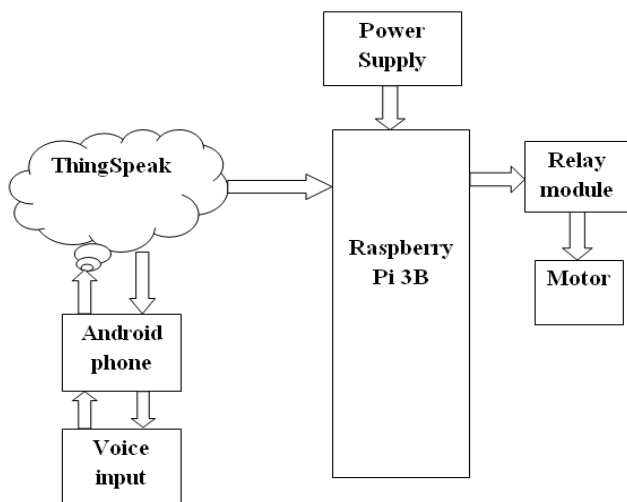 Power
Supply
ThingSpeak
Relay
module
Raspberry
Pi 3B
Motor
Android
phone
Voice
input